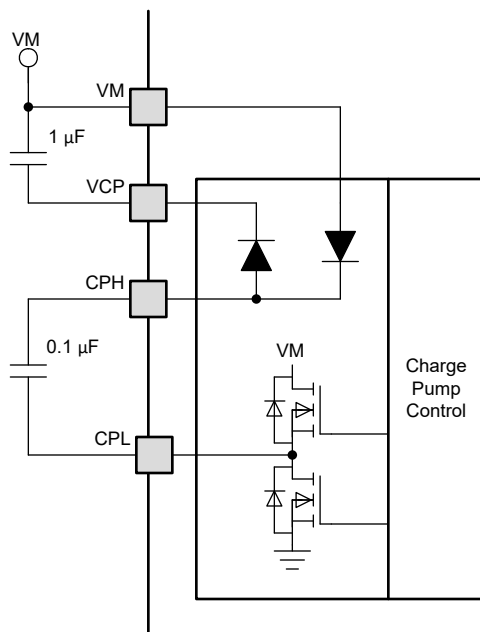 VM
VM
1 µF
VCP
CPH
0.1 µF
VM
Charge
Pump
Control
CPL